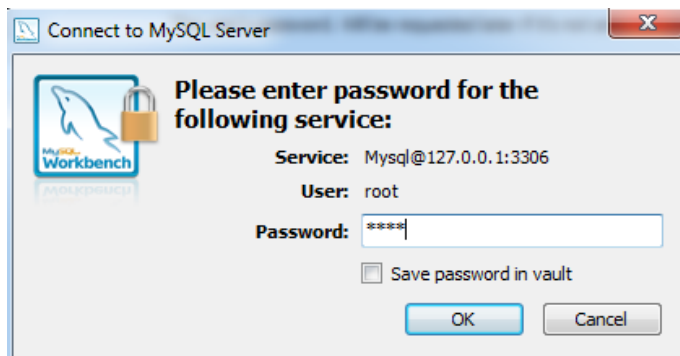 Connect to MySQL Server
Please enter password for the
following service:
MySQL
Workbench
Service: Mysql@127.0.0.1:3306
User: root
Password: ****
Save password in vault
OK Cancel